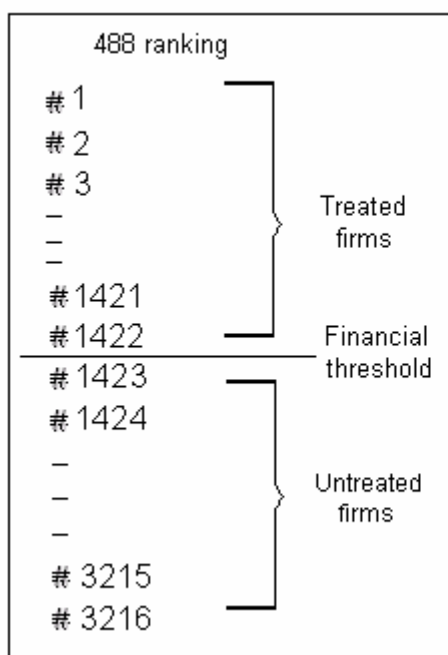 488 ranking
# 1
# 2
# 3
–
–
–
Treated
firms
# 1421
# 1422
Financial
threshold
# 1423
# 1424
–
–
–
Untreated
firms
# 3215
# 3216